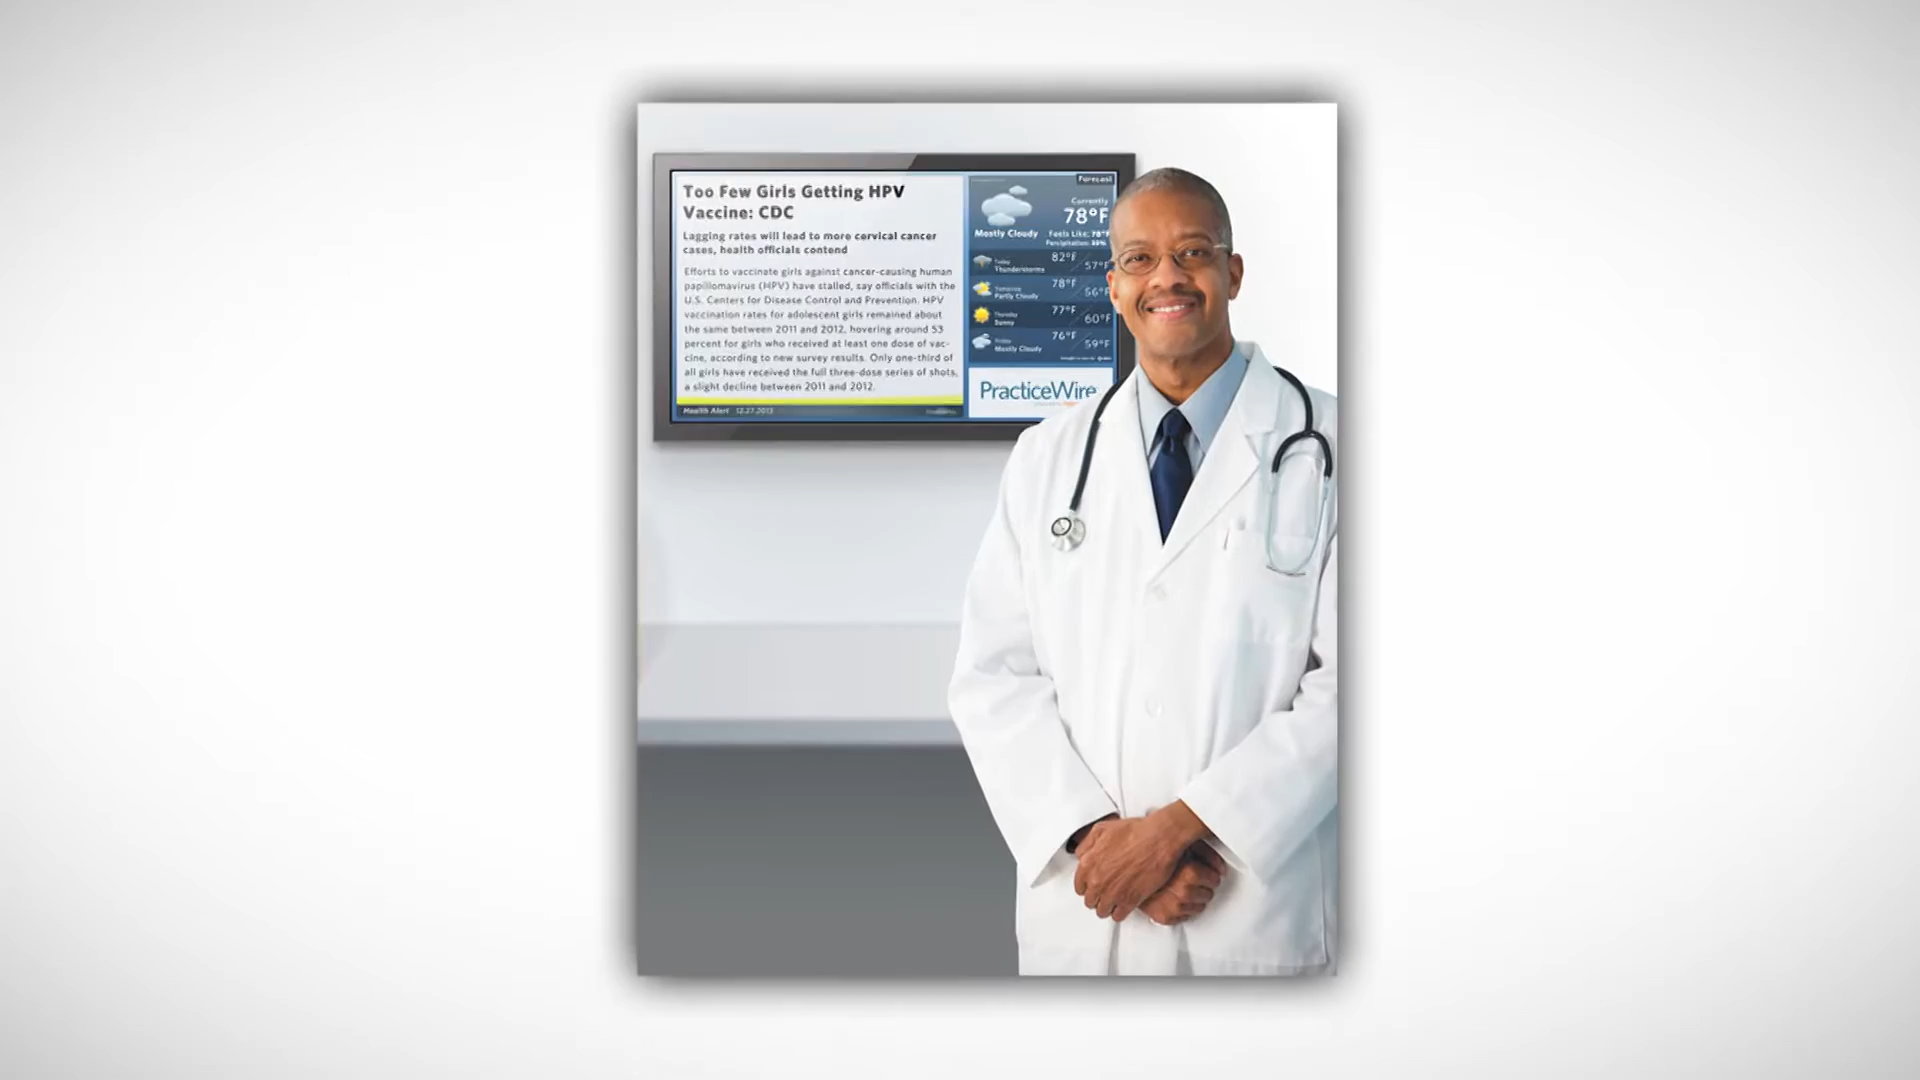 Too Few Girls Getting HPV
Vaccine: CDC
Lagging rates will lead to more cervical cancer
cases, health officials contend
Efforts to vaccinate girls against cancer-causing human
papillomavirus (HPV) have stalled, say officials with the
U.S. Centers for Disease Control and Prevention. HPV
vaccination rates for adolescent girls remained about
the same between 2011 and 2012, hovering around 53
percent for girls who received at least one dose of vac-
cine, according to new survey results. Only one-third of
all girls have received the full three-dose series of shots,
a slight decline between 2011 and 2012.
Health Alert 12.27.2013
Forecast
Currently
78°F
Mostly Cloudy
Feels Like: 78°F
Percipitation:
Today
Thunderstorms
82°F
57°F
Partly Cloudy
78°F
56°F
Thursday
Sunny
77°F
60°F
Friday
Mostly Cloudy
76°F
59°F
PracticeWire